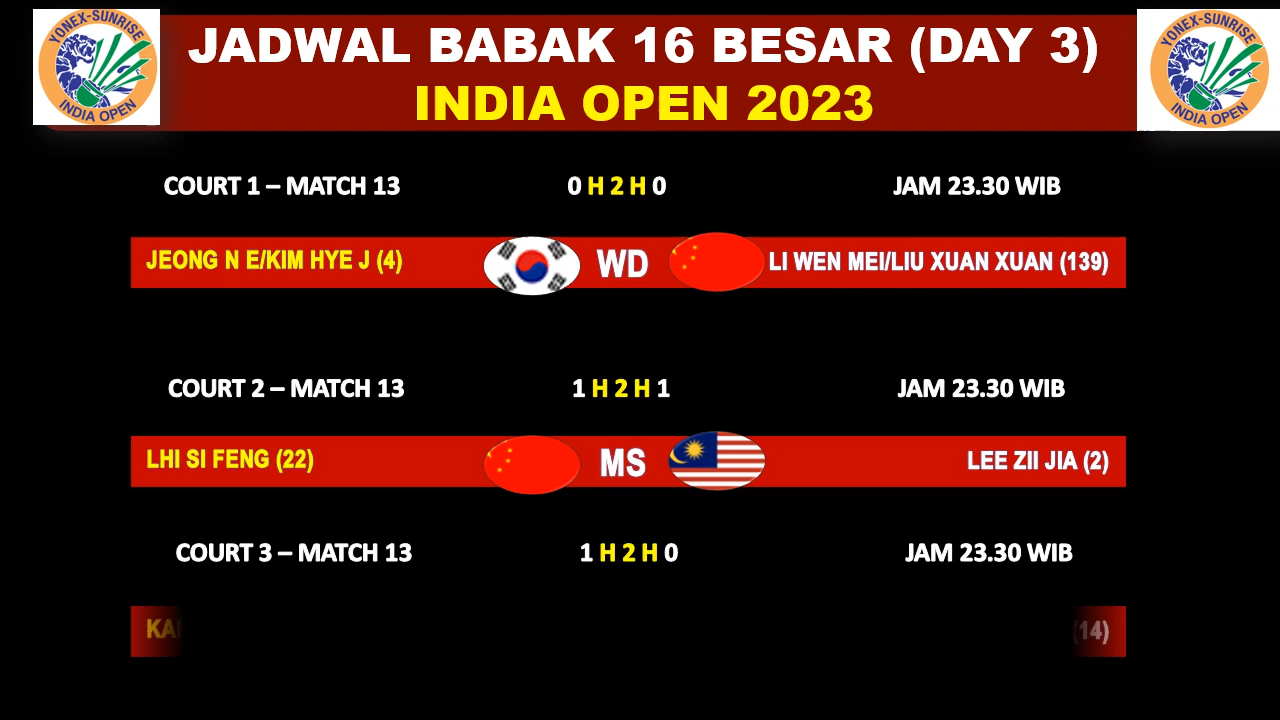 YONEX-SUNRISE
INDIA OPEN
JADWAL BABAK 16 BESAR (DAY 3)
INDIA OPEN 2023
YONEX-SUNRISE
INDIA OPEN
COURT 1 – MATCH 13 0 H 2 H 0 JAM 23.30 WIB
JEONG N E/KIM HYE J (4) WD LI WEN MEI/LIU XUAN XUAN (139)
COURT 2 – MATCH 13 1 H 2 H 1 JAM 23.30 WIB
LHI SI FENG (22) MS LEE ZII JIA (2)
COURT 3 – MATCH 13 1 H 2 H 0 JAM 23.30 WIB
(14)